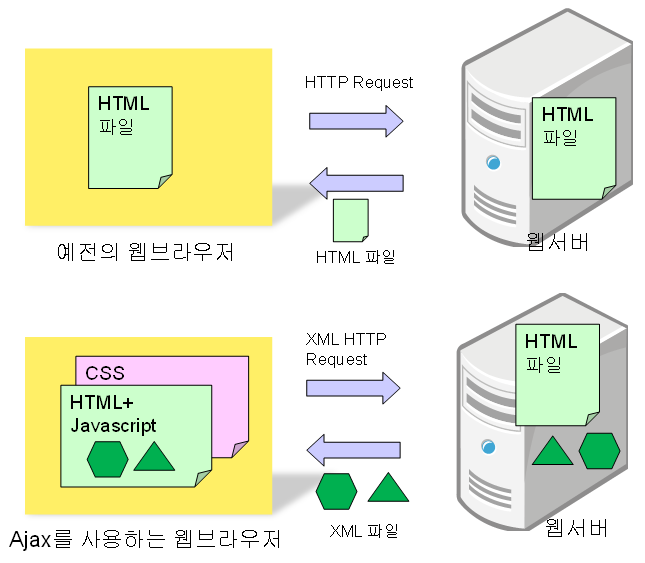 HTML
파일
HTTP Request
HTML
파일
HTML 파일
예전의 웹브라우저
웹서버
CSS
HTML+
Javascript
XML HTTP
Request
HTML
파일
XML 파일
Ajax를 사용하는 웹브라우저
웹서버